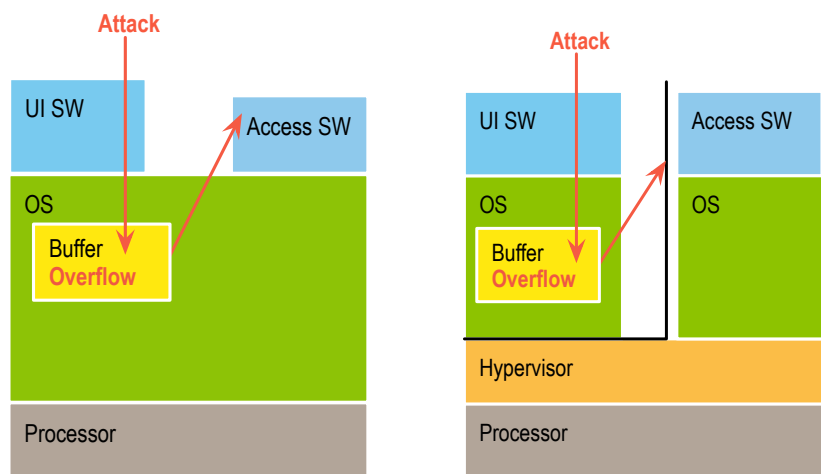 Attack
UI SW
Access SW
OS
Buffer
Overflow
Processor
Attack
UI SW
Access SW
OS
OS
Buffer
Overflow
Hypervisor
Processor